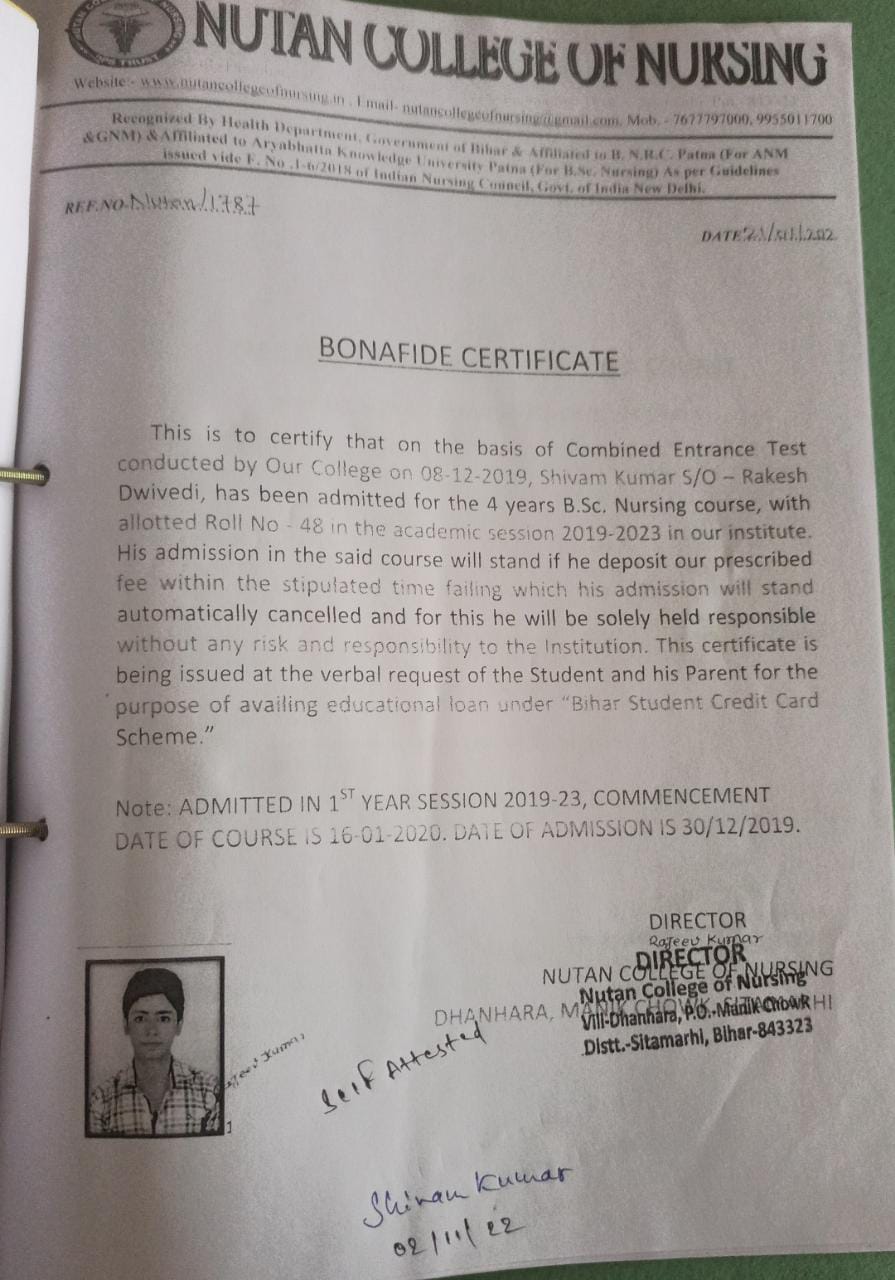 NUTAN COLLEGE OF NURSING
Website:- www.nutancollegeofnursing.in , Email- nutancollegeofnursing@gmail.com, Mob. - 7677797000, 9955011700
Recognized By Health Department, Government of Bihar & Affiliated to B. N.R.C. Patna (For ANM
&GNM) & Affiliated to Aryabhatta Knowledge University Patna (For B.Sc. Nursing) As per Guidelines
issued vide F. No .1-6/2018 of Indian Nursing Council, Govt. of India New Delhi.
REF.NO- Nutan/1787
DATE
BONAFIDE CERTIFICATE
This is to certify that on the basis of Combined Entrance Test
conducted by Our College on 08-12-2019, Shivam Kumar S/O – Rakesh
Dwivedi, has been admitted for the 4 years B.Sc. Nursing course, with
allotted Roll No - 48 in the academic session 2019-2023 in our institute.
His admission in the said course will stand if he deposit our prescribed
fee within the stipulated time failing which his admission will stand
automatically cancelled and for this he will be solely held responsible
without any risk and responsibility to the Institution. This certificate is
being issued at the verbal request of the Student and his Parent for the
purpose of availing educational loan under “Bihar Student Credit Card
Scheme.”
Note: ADMITTED IN 1ST YEAR SESSION 2019-23, COMMENCEMENT
DATE OF COURSE IS 16-01-2020. DATE OF ADMISSION IS 30/12/2019.
DIRECTOR
Rajeev Kumar
DIRECTOR
NUTAN COLLEGE OF NURSING
Nutan College of Nursing
DHANHARA, MANIK CHOWK, SITAMARHI
Vill-Dhanhara, P.O.-Manik Chowk
Distt.-Sitamarhi, Bihar-843323
Kumar
Self Attested
1
Shivam Kumar
02/11/22